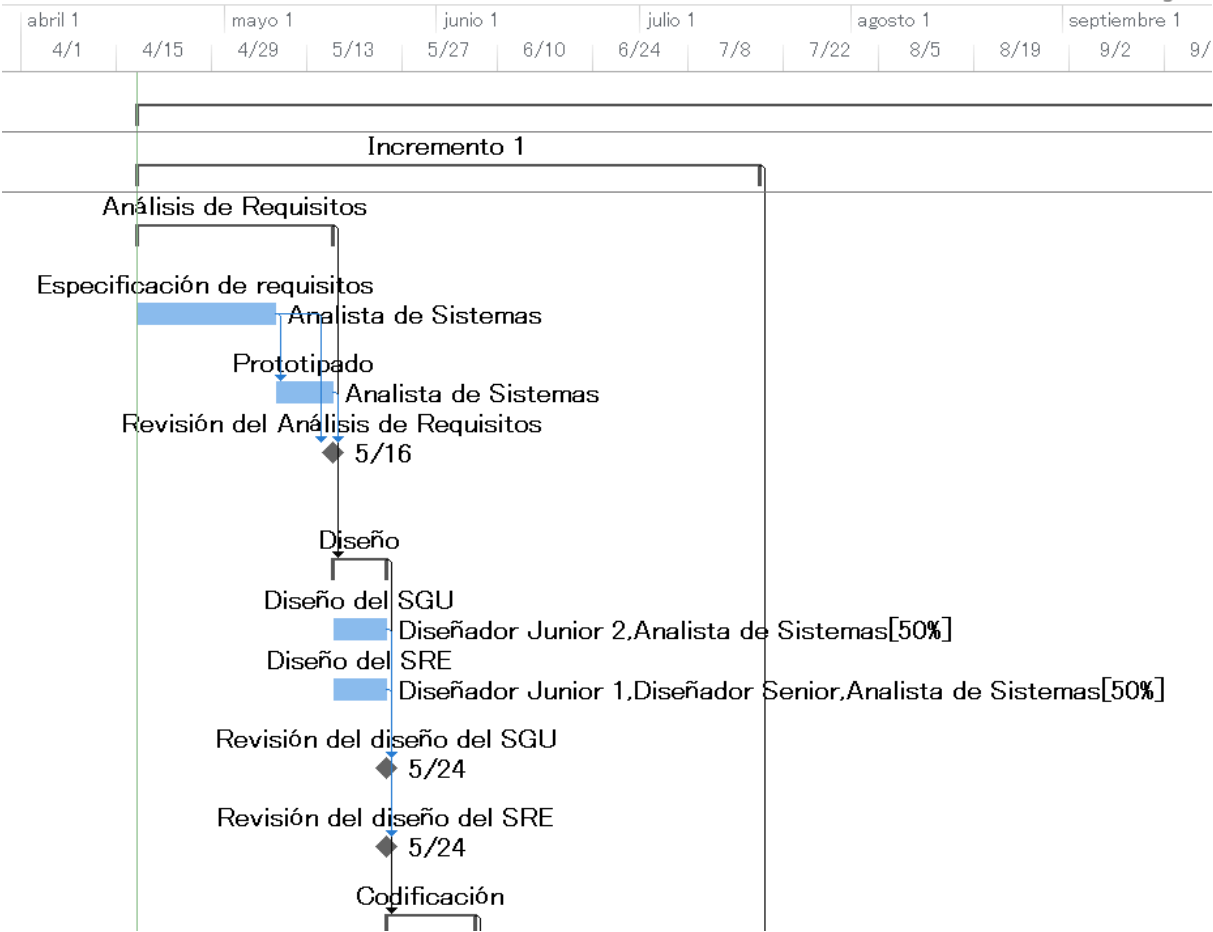 abril 1 mayo 1 junio 1 julio 1 agosto 1 septiembre 1
4/1 4/15 4/29 5/13 5/27 6/10 6/24 7/8 7/22 8/5 8/19 9/2 9/
Incremento 1
Análisis de Requisitos
Especificación de requisitos
Analista de Sistemas
Prototipado
Analista de Sistemas
Revisión del Análisis de Requisitos
5/16
Diseño
Diseño del SGU
Diseñador Junior 2,Analista de Sistemas[50%]
Diseño del SRE
Diseñador Junior 1,Diseñador Senior,Analista de Sistemas[50%]
Revisión del diseño del SGU
5/24
Revisión del diseño del SRE
5/24
Codificación